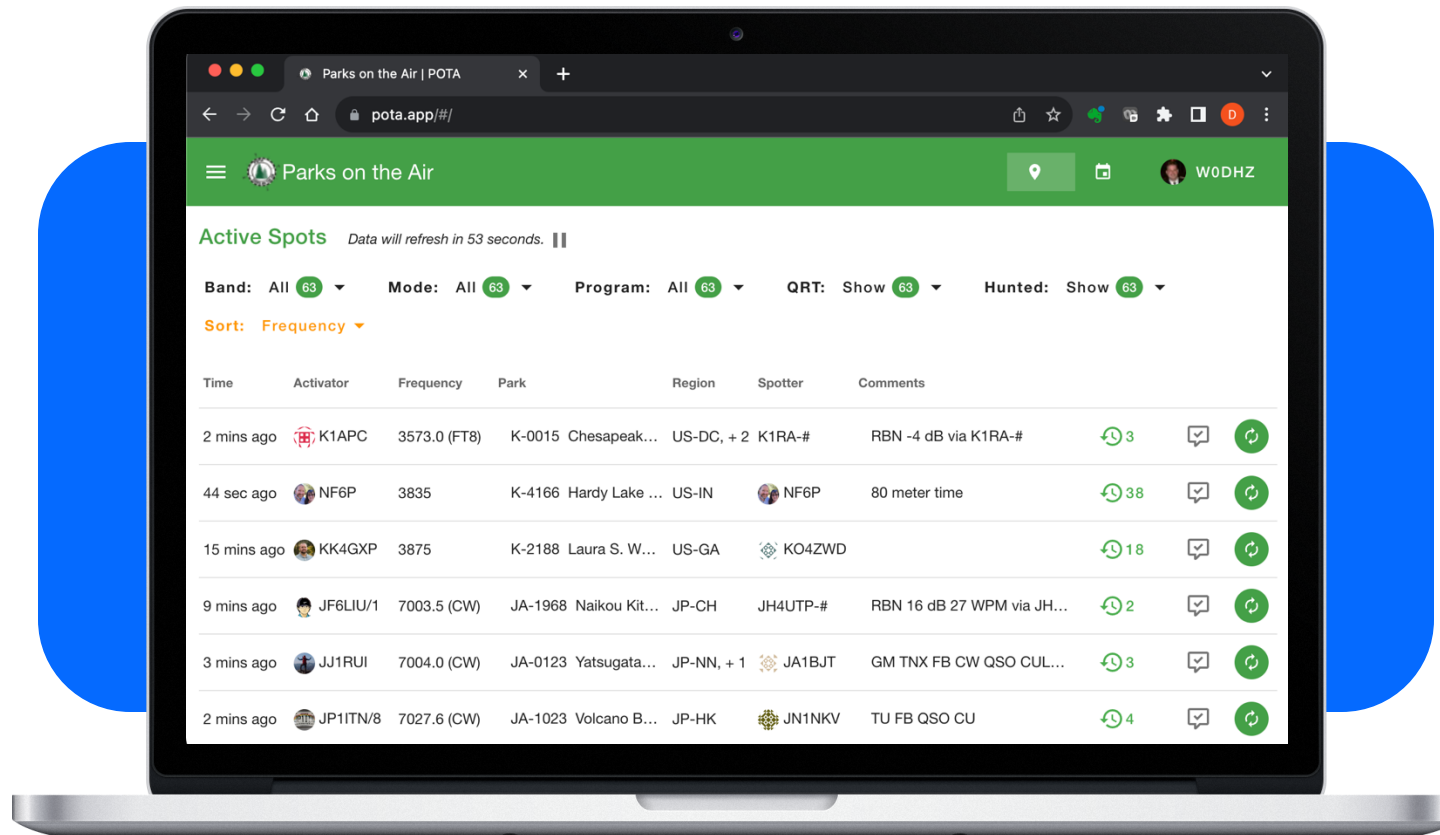 Parks on the Air | POTA
pota.app/#/
D
Parks on the Air
W0DHZ
Active Spots Data will refresh in 53 seconds.
Band: All 63 Mode: All 63 Program: All 63 QRT: Show 63 Hunted: Show 63
Sort: Frequency
Time Activator Frequency Park Region Spotter Comments
2 mins ago K1APC 3573.0 (FT8) K-0015 Chesapeak... US-DC, + 2 K1RA-# RBN -4 dB via K1RA-# 3
44 sec ago NF6P 3835 K-4166 Hardy Lake ... US-IN NF6P 80 meter time 38
15 mins ago KK4GXP 3875 K-2188 Laura S. W... US-GA KO4ZWD 18
9 mins ago JF6LIU/1 7003.5 (CW) JA-1968 Naikou Kit... JP-CH JH4UTP-# RBN 16 dB 27 WPM via JH... 2
3 mins ago JJ1RUI 7004.0 (CW) JA-0123 Yatsugata... JP-NN, + 1 JA1BJT GM TNX FB CW QSO CUL... 3
2 mins ago JP1ITN/8 7027.6 (CW) JA-1023 Volcano B... JP-HK JN1NKV TU FB QSO CU 4